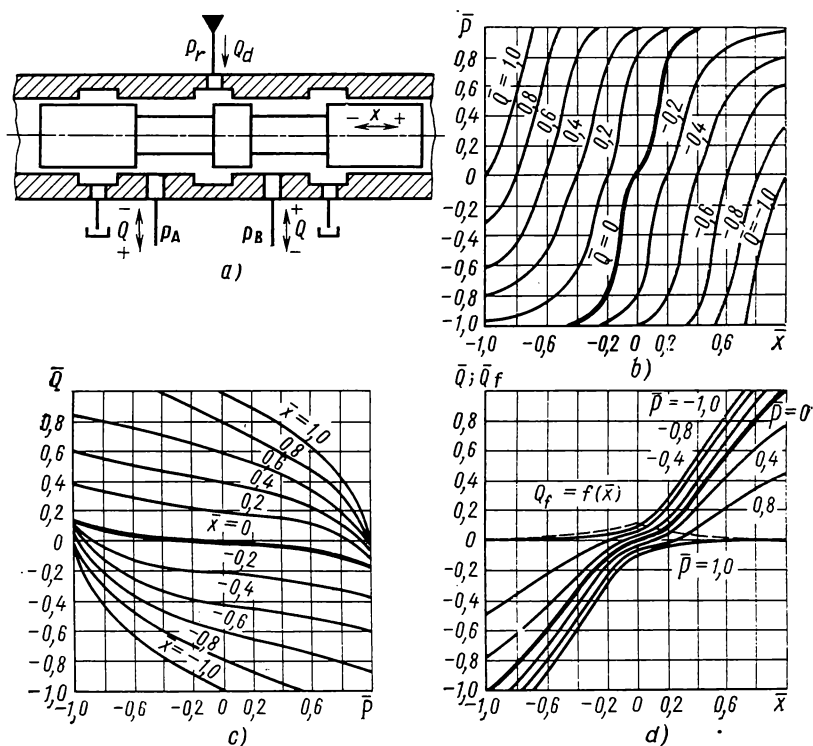 p_r Q_d
− x +
− Q̄ + p_A p_B + Q̄ −
a)
p̄
0,8
0,6
0,4
0,2
0
−0,2
−0,4
−0,6
−0,8
−1,0
Q̄ = 1,0
0,8
0,6
0,4
0,2
Q̄ = 0
−0,2
−0,4
−0,6
−0,8
Q̄ = −1,0
−1,0 −0,6 −0,2 0 0,2 0,6 x̄
b)
Q̄
0,8
0,6
0,4
0,2
0
−0,2
−0,4
−0,6
−0,8
−1,0
x̄ = 1,0
0,8
0,6
0,4
0,2
x̄ = 0
−0,2
−0,4
−0,6
−0,8
x = −1,0
−1,0 −0,6 −0,2 0 0,2 0,6 p̄
c)
Q̄ ; Q̄_f
0,8
0,6
0,4
0,2
0
−0,2
−0,4
−0,6
−0,8
−1,0
p̄ = −1,0
−0,8
−0,4
p̄ = 0
0,4
0,8
Q_f = f(x̄)
p̄ = 1,0
−1,0 −0,6 −0,2 0 0,2 0,6 x̄
d)